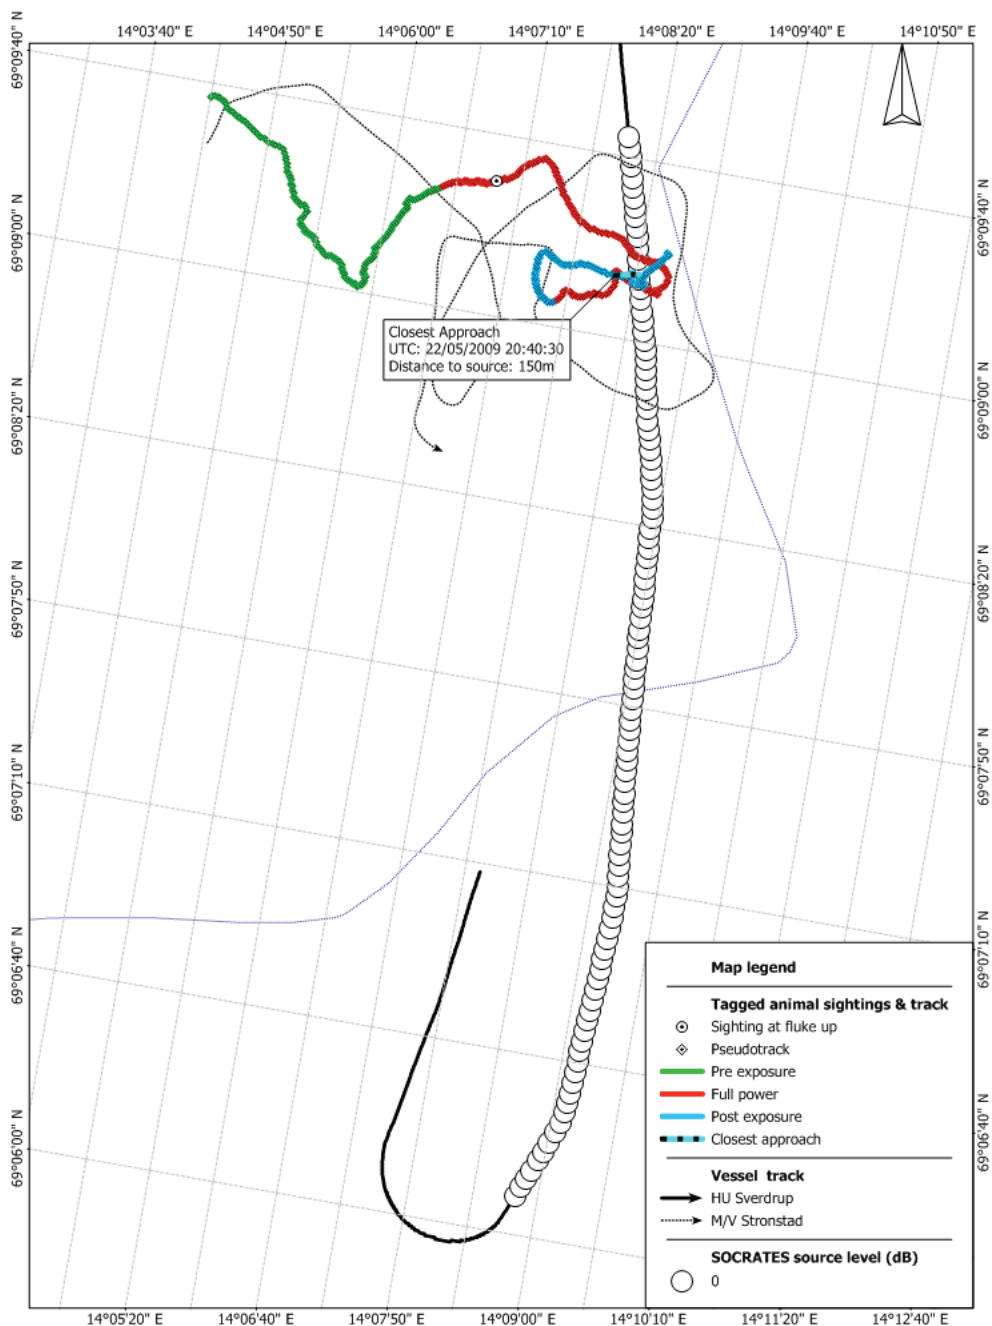 14°03'40" E 14°04'50" E 14°06'00" E 14°07'10" E 14°08'20" E 14°09'40" E 14°10'50" E
69°09'40" N
69°09'00" N
69°08'20" N
69°07'50" N
69°07'10" N
69°06'40" N
69°06'00" N
69°09'40" N
69°09'00" N
69°08'20" N
69°07'50" N
69°07'10" N
69°06'40" N
Closest Approach
UTC: 22/05/2009 20:40:30
Distance to source: 150m
Map legend
Tagged animal sightings & track
Sighting at fluke up
Pseudotrack
Pre exposure
Full power
Post exposure
Closest approach
Vessel track
HU Sverdrup
M/V Stronstad
SOCRATES source level (dB)
0
14°05'20" E 14°06'40" E 14°07'50" E 14°09'00" E 14°10'10" E 14°11'20" E 14°12'40" E